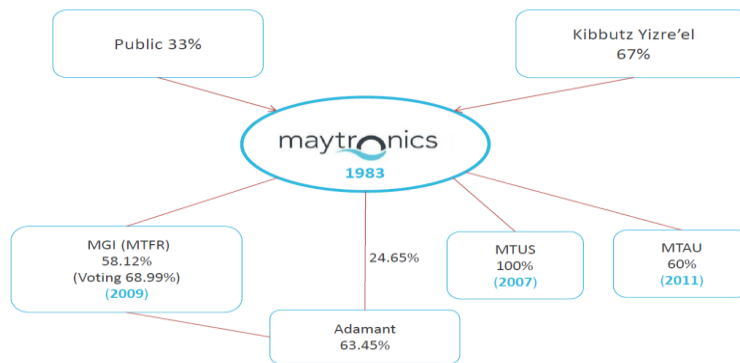 Public 33%
Kibbutz Yizre'el
67%
maytronics
1983
MGI (MTFR)
58.12%
(Voting 68.99%)
(2009)
24.65%
MTUS
100%
(2007)
MTAU
60%
(2011)
Adamant
63.45%